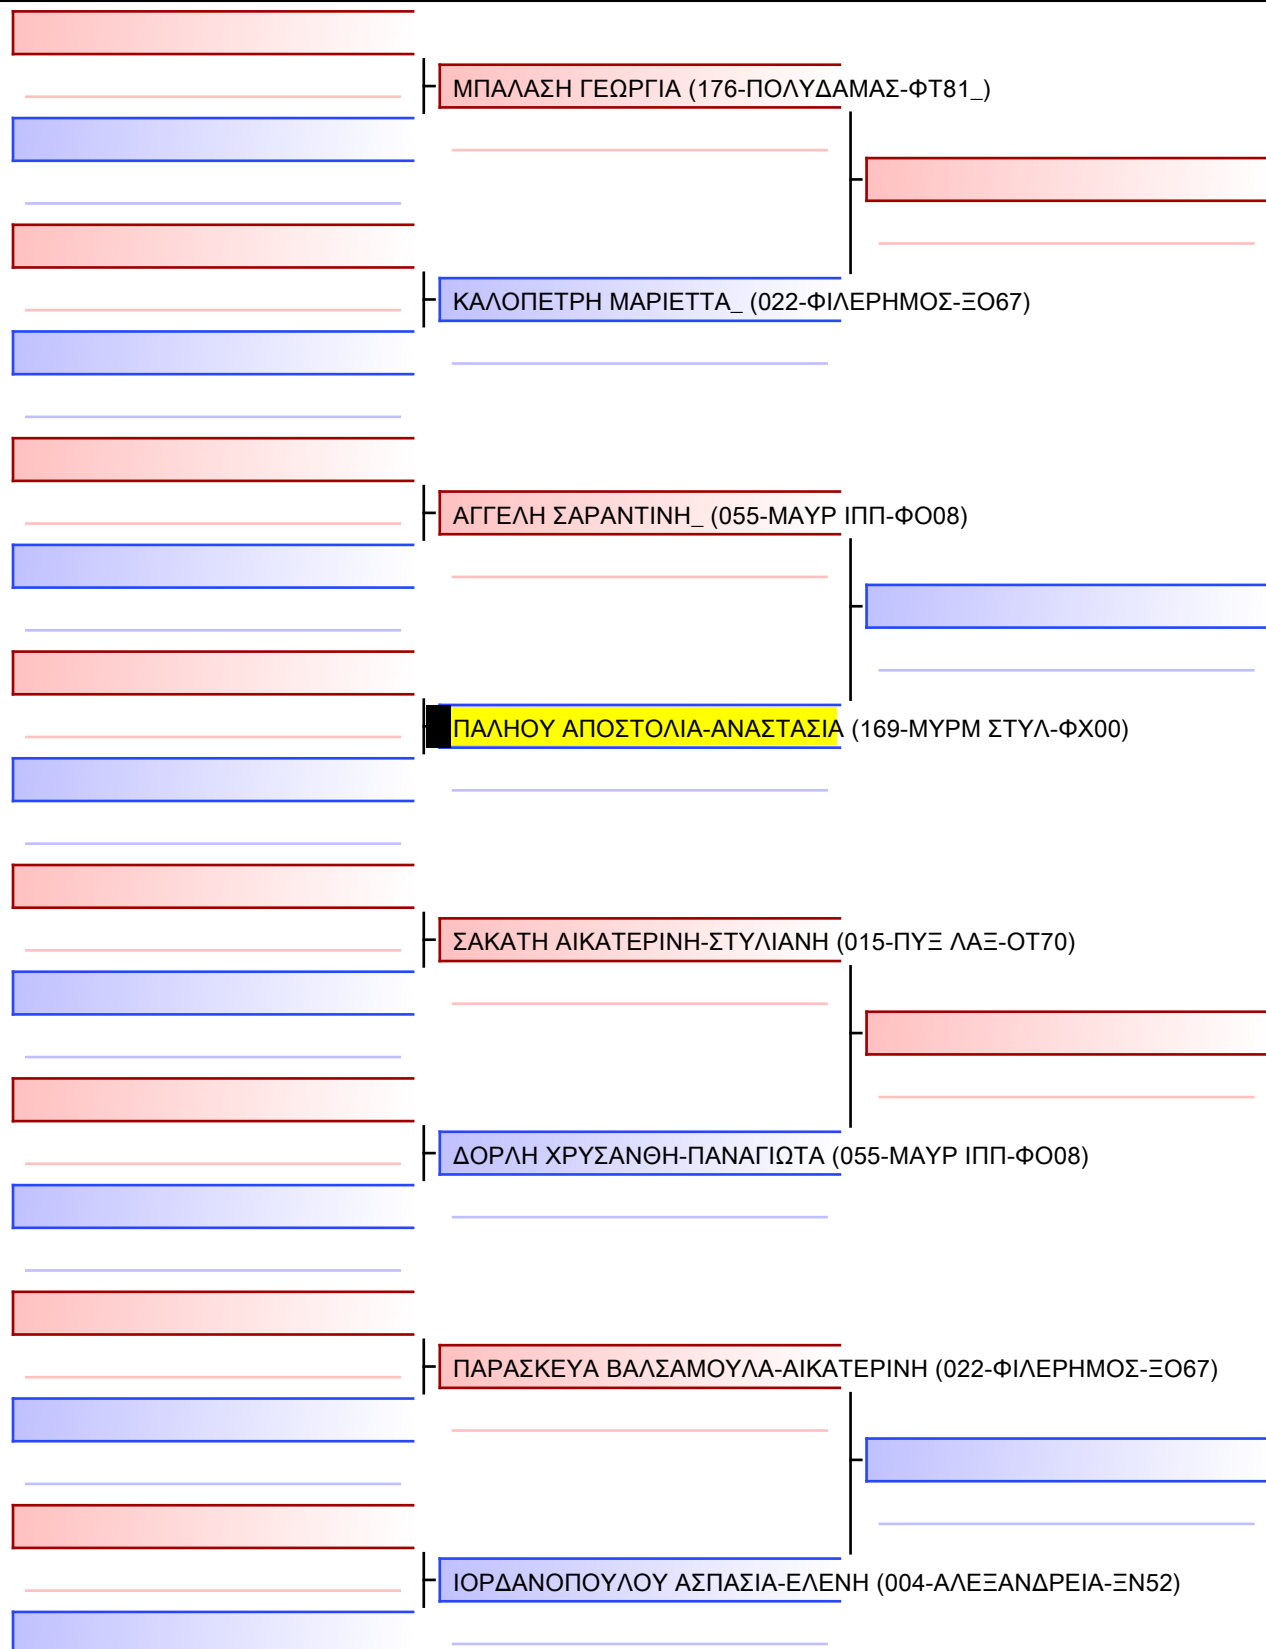 ΜΠΑΛΑΣΗ ΓΕΩΡΓΙΑ (176-ΠΟΛΥΔΑΜΑΣ-ΦΤ81_)
ΚΑΛΟΠΕΤΡΗ ΜΑΡΙΕΤΤΑ_ (022-ΦΙΛΕΡΗΜΟΣ-ΞΟ67)
ΑΓΓΕΛΗ ΣΑΡΑΝΤΙΝΗ_ (055-ΜΑΥΡ ΙΠΠ-ΦΟ08)
ΠΑΛΗΟΥ ΑΠΟΣΤΟΛΙΑ-ΑΝΑΣΤΑΣΙΑ (169-ΜΥΡΜ ΣΤΥΛ-ΦΧ00)
ΣΑΚΑΤΗ ΑΙΚΑΤΕΡΙΝΗ-ΣΤΥΛΙΑΝΗ (015-ΠΥΞ ΛΑΞ-ΟΤ70)
ΔΟΡΛΗ ΧΡΥΣΑΝΘΗ-ΠΑΝΑΓΙΩΤΑ (055-ΜΑΥΡ ΙΠΠ-ΦΟ08)
ΠΑΡΑΣΚΕΥΑ ΒΑΛΣΑΜΟΥΛΑ-ΑΙΚΑΤΕΡΙΝΗ (022-ΦΙΛΕΡΗΜΟΣ-ΞΟ67)
ΙΟΡΔΑΝΟΠΟΥΛΟΥ ΑΣΠΑΣΙΑ-ΕΛΕΝΗ (004-ΑΛΕΞΑΝΔΡΕΙΑ-ΞΝ52)